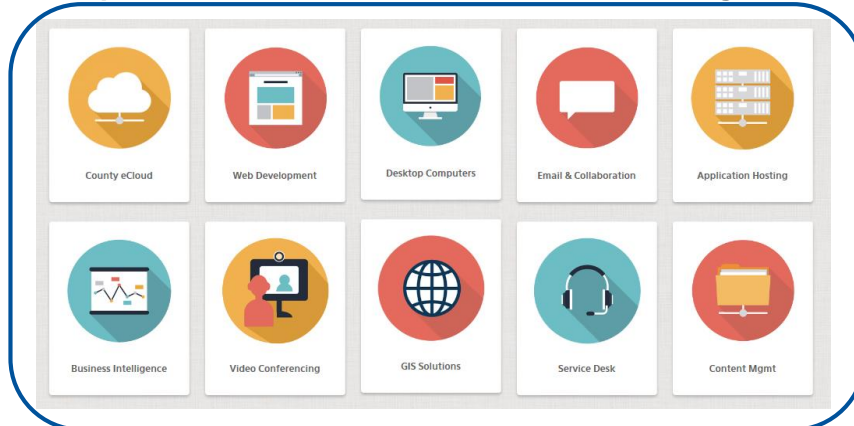 County eCloud
Web Development
Desktop Computers
Email & Collaboration
Application Hosting
Business Intelligence
Video Conferencing
GIS Solutions
Service Desk
Content Mgmt